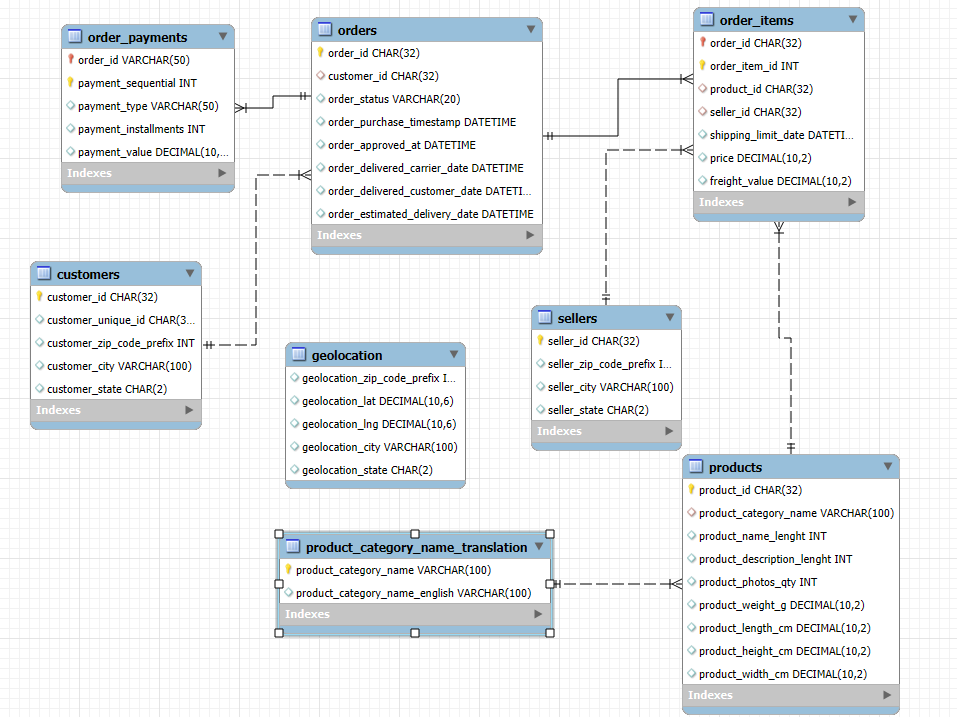 order_payments
order_id VARCHAR(50)
payment_sequential INT
payment_type VARCHAR(50)
payment_installments INT
payment_value DECIMAL(10,...
Indexes
orders
order_id CHAR(32)
customer_id CHAR(32)
order_status VARCHAR(20)
order_purchase_timestamp DATETIME
order_approved_at DATETIME
order_delivered_carrier_date DATETIME
order_delivered_customer_date DATETI...
order_estimated_delivery_date DATETIME
Indexes
order_items
order_id CHAR(32)
order_item_id INT
product_id CHAR(32)
seller_id CHAR(32)
shipping_limit_date DATETI...
price DECIMAL(10,2)
freight_value DECIMAL(10,2)
Indexes
customers
customer_id CHAR(32)
customer_unique_id CHAR(3...
customer_zip_code_prefix INT
customer_city VARCHAR(100)
customer_state CHAR(2)
Indexes
geolocation
geolocation_zip_code_prefix I...
geolocation_lat DECIMAL(10,6)
geolocation_lng DECIMAL(10,6)
geolocation_city VARCHAR(100)
geolocation_state CHAR(2)
sellers
seller_id CHAR(32)
seller_zip_code_prefix I...
seller_city VARCHAR(100)
seller_state CHAR(2)
Indexes
product_category_name_translation
product_category_name VARCHAR(100)
product_category_name_english VARCHAR(100)
Indexes
products
product_id CHAR(32)
product_category_name VARCHAR(100)
product_name_lenght INT
product_description_lenght INT
product_photos_qty INT
product_weight_g DECIMAL(10,2)
product_length_cm DECIMAL(10,2)
product_height_cm DECIMAL(10,2)
product_width_cm DECIMAL(10,2)
Indexes